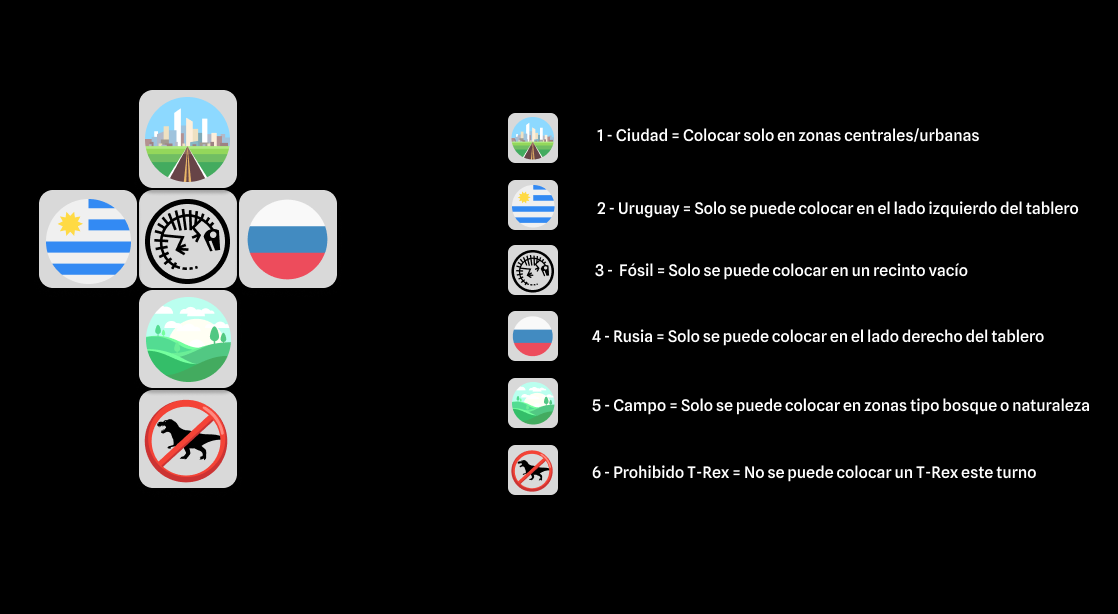 1 - Ciudad = Colocar solo en zonas centrales/urbanas
2 - Uruguay = Solo se puede colocar en el lado izquierdo del tablero
3 - Fósil = Solo se puede colocar en un recinto vacío
4 - Rusia = Solo se puede colocar en el lado derecho del tablero
5 - Campo = Solo se puede colocar en zonas tipo bosque o naturaleza
6 - Prohibido T-Rex = No se puede colocar un T-Rex este turno